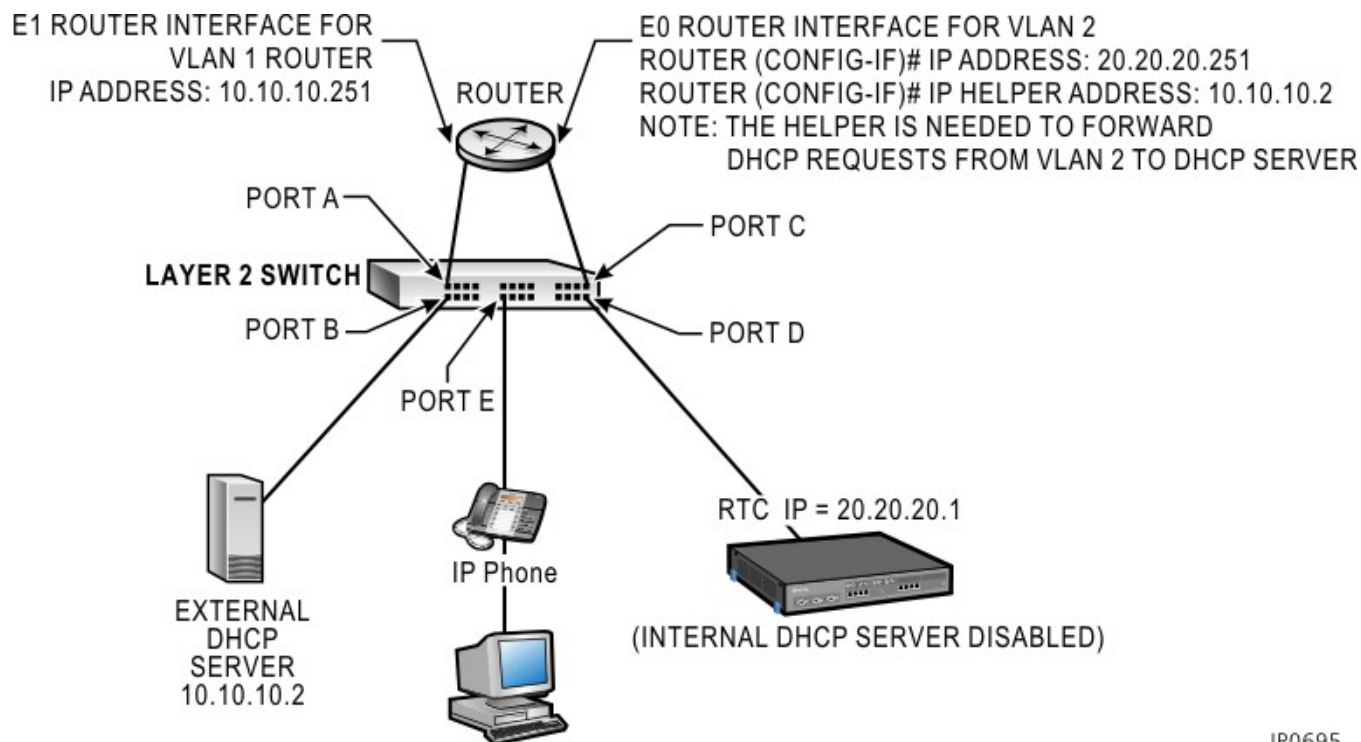 E1 ROUTER INTERFACE FOR
VLAN 1 ROUTER
IP ADDRESS: 10.10.10.251
ROUTER
E0 ROUTER INTERFACE FOR VLAN 2
ROUTER (CONFIG-IF)# IP ADDRESS: 20.20.20.251
ROUTER (CONFIG-IF)# IP HELPER ADDRESS: 10.10.10.2
NOTE: THE HELPER IS NEEDED TO FORWARD
DHCP REQUESTS FROM VLAN 2 TO DHCP SERVER
PORT A
PORT C
LAYER 2 SWITCH
PORT B
PORT D
PORT E
RTC IP = 20.20.20.1
IP Phone
EXTERNAL
DHCP
SERVER
10.10.10.2
(INTERNAL DHCP SERVER DISABLED)